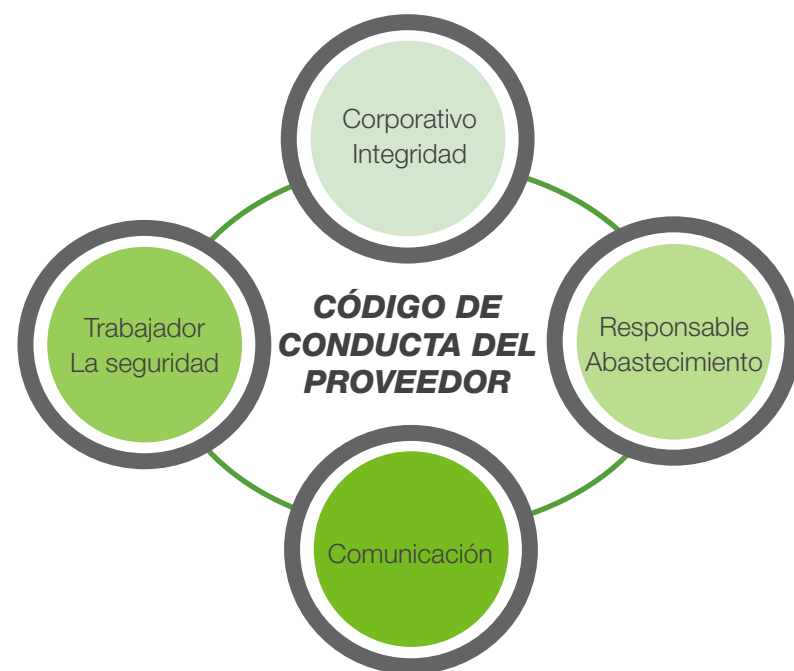 Corporativo
Integridad
CÓDIGO DE
CONDUCTA DEL
PROVEEDOR
Trabajador
La seguridad
Responsable
Abastecimiento
Comunicación